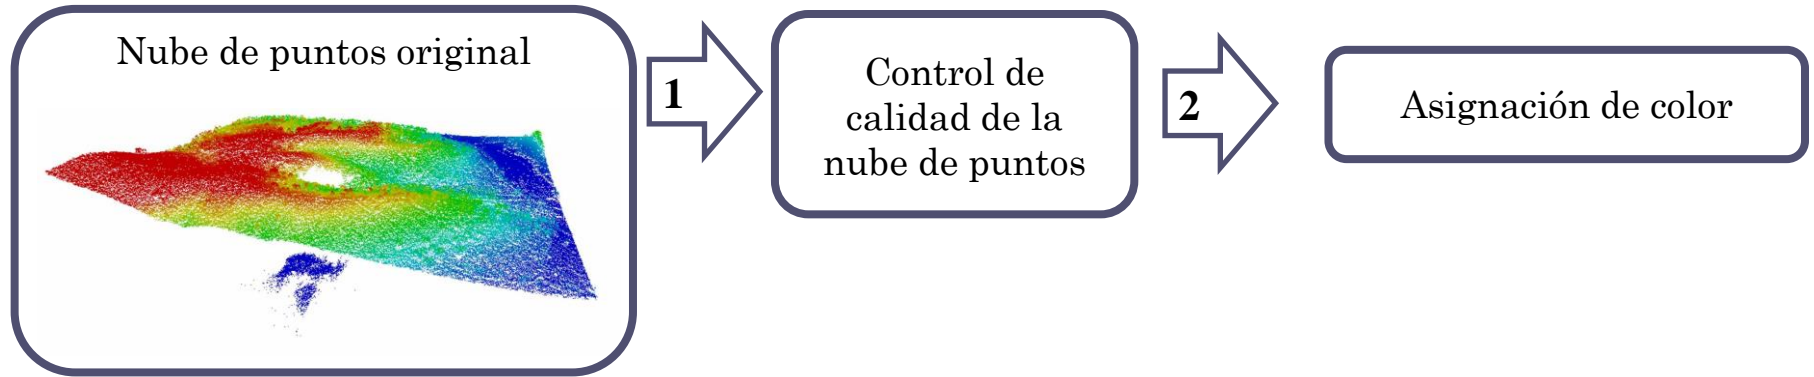 Nube de puntos original
1
Control de
calidad de la
nube de puntos
2
Asignación de color